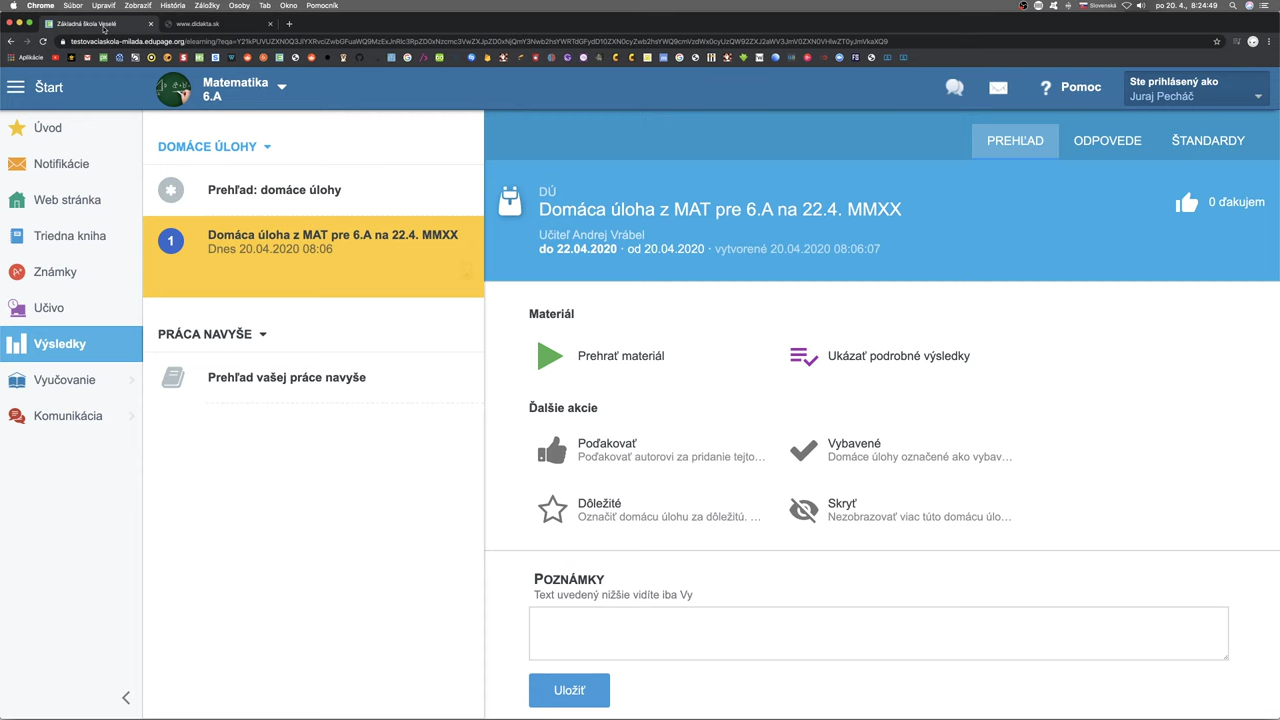 Chrome Súbor Upraviť Zobraziť História Záložky Osoby Tab Okno Pomocník
Slovenská po 20. 4., 8:24:49
Základná škola Veselé
www.didakta.sk
testovaciaskola-milada.edupage.org/elearning/
Aplikácie
Štart
Matematika
6.A
Pomoc
Ste prihlásený ako
Juraj Pecháč
Úvod
Notifikácie
Web stránka
Triedna kniha
Známky
Učivo
Výsledky
Vyučovanie
Komunikácia
DOMÁCE ÚLOHY
Prehľad: domáce úlohy
1
Domáca úloha z MAT pre 6.A na 22.4. MMXX
Dnes 20.04.2020 08:06
PRÁCA NAVYŠE
Prehľad vašej práce navyše
PREHĽAD ODPOVEDE ŠTANDARDY
DÚ
Domáca úloha z MAT pre 6.A na 22.4. MMXX
Učiteľ Andrej Vrábel
do 22.04.2020 · od 20.04.2020 · vytvorené 20.04.2020 08:06:07
0 ďakujem
Materiál
Prehrať materiál
Ukázať podrobné výsledky
Ďalšie akcie
Poďakovať
Poďakovať autorovi za pridanie tejto…
Vybavené
Domáce úlohy označené ako vybav…
Dôležité
Označiť domácu úlohu za dôležitú. …
Skryť
Nezobrazovať viac túto domácu úlo…
POZNÁMKY
Text uvedený nižšie vidíte iba Vy
Uložiť